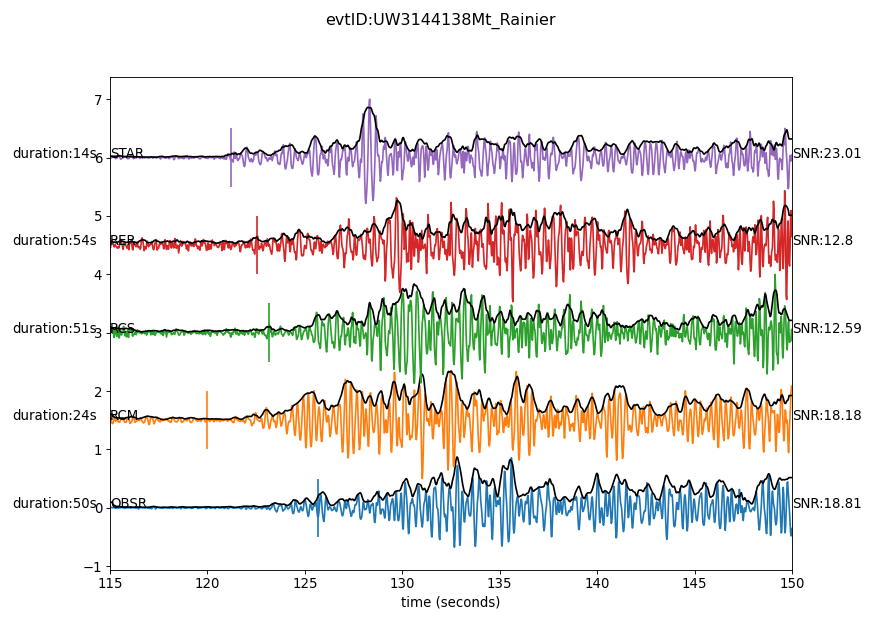 evtID:UW3144138Mt_Rainier
7
duration:14s
STAR
6
SNR:23.01
5
duration:54s
RER
SNR:12.8
4
duration:51s
RCS
3
SNR:12.59
2
duration:24s
RCM
SNR:18.18
1
duration:50s
OBSR
0
SNR:18.81
−1
115
120
125
130
135
140
145
150
time (seconds)